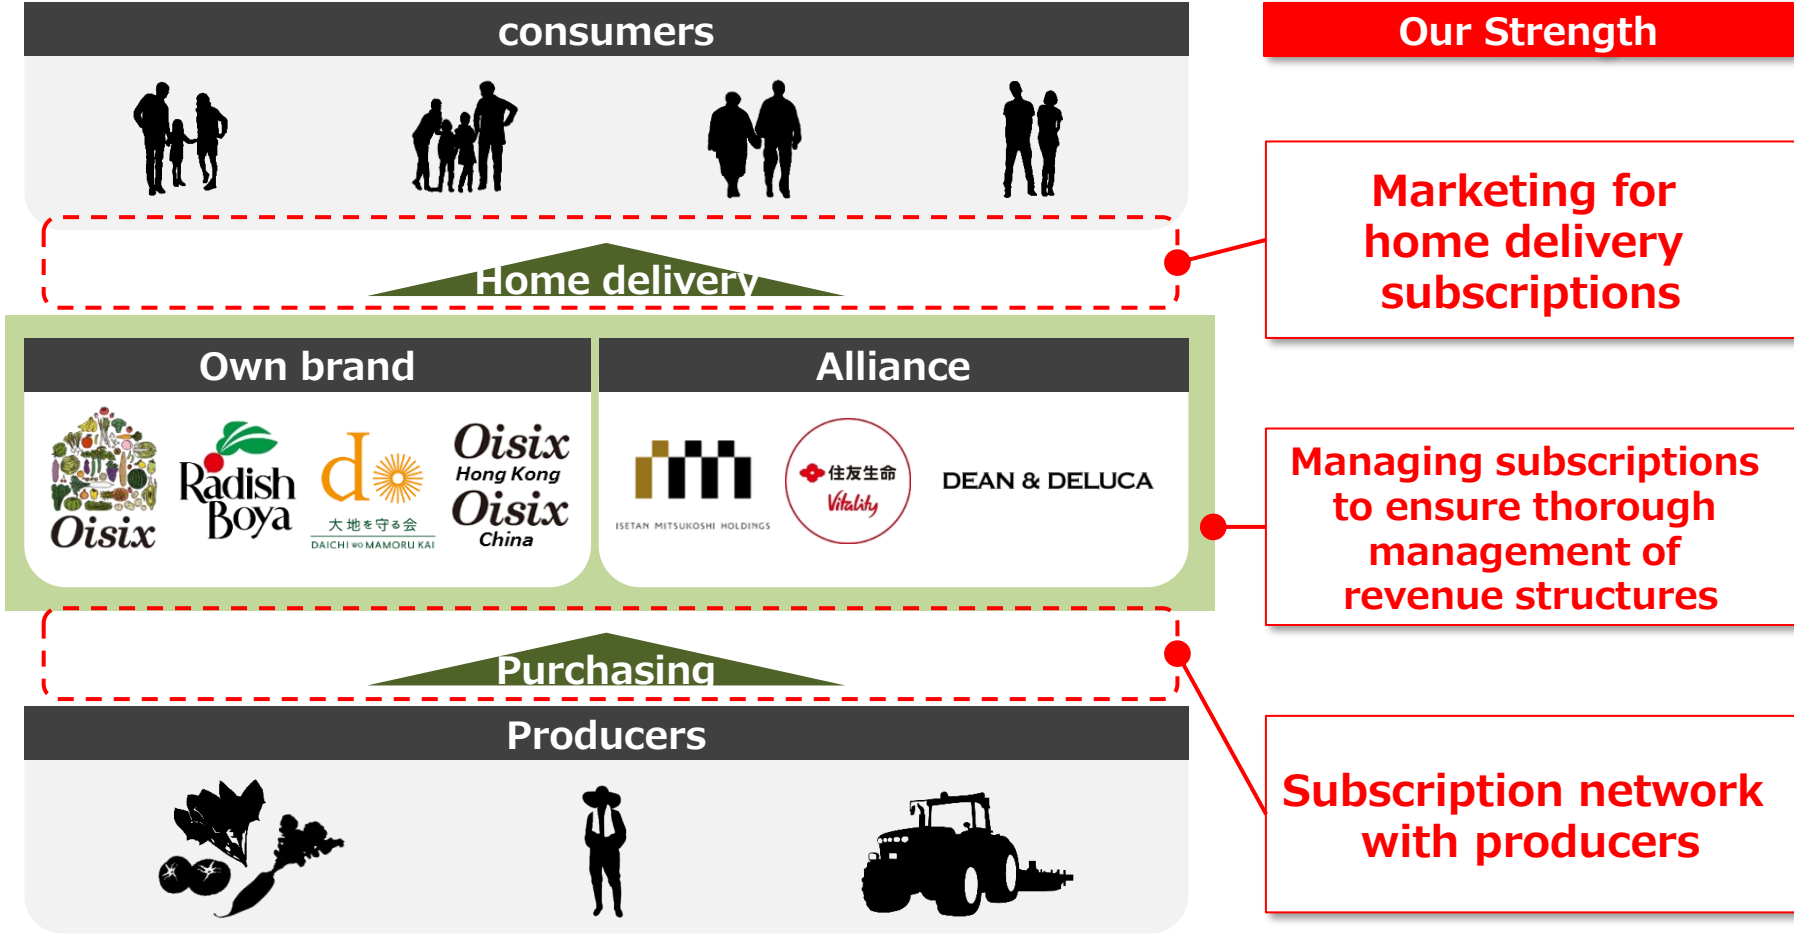 consumers
Home delivery
Own brand
Oisix
Radish
Boya
do
大地を守る会
DAICHI WO MAMORU KAI
Oisix
Hong Kong
Oisix
China
Alliance
ISETAN MITSUKOSHI HOLDINGS
住友生命
Vitality
DEAN & DELUCA
Purchasing
Producers
Our Strength
Marketing for
home delivery
subscriptions
Managing subscriptions
to ensure thorough
management of
revenue structures
Subscription network
with producers